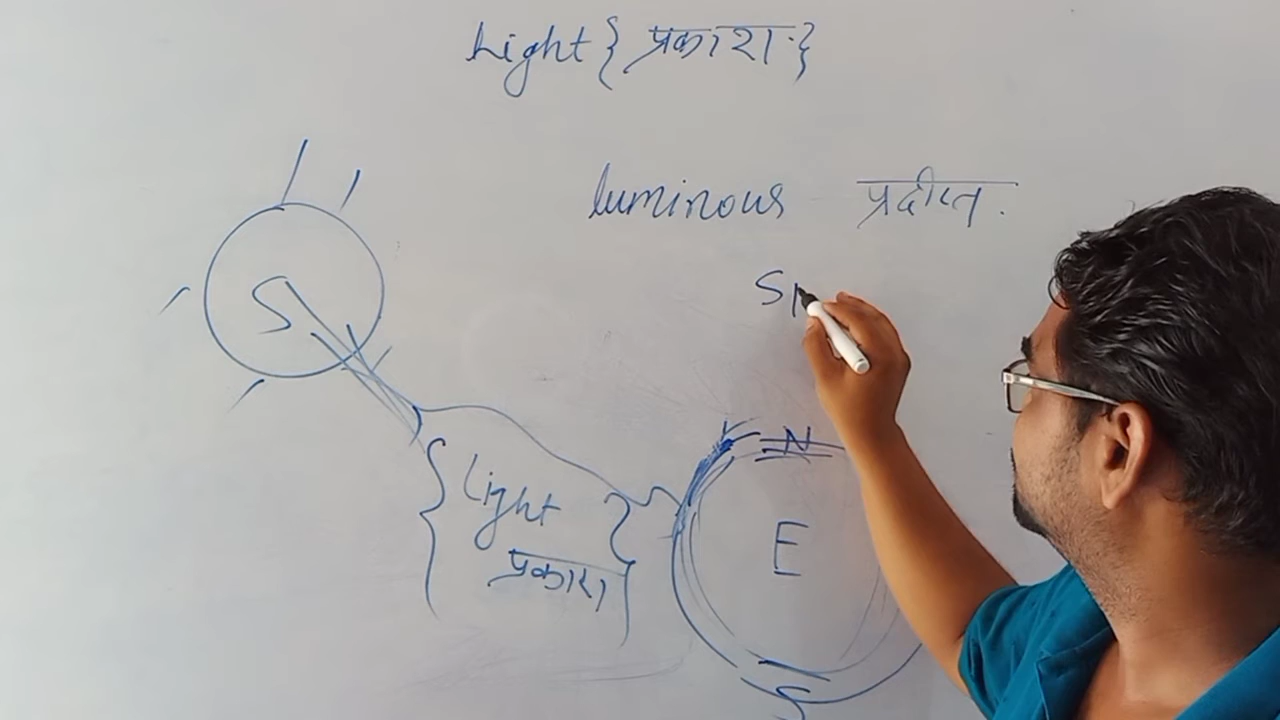 Light { प्रकाश }
luminous प्रदीप्त.
S
S
N
{ Light }
E
प्रकाश
S